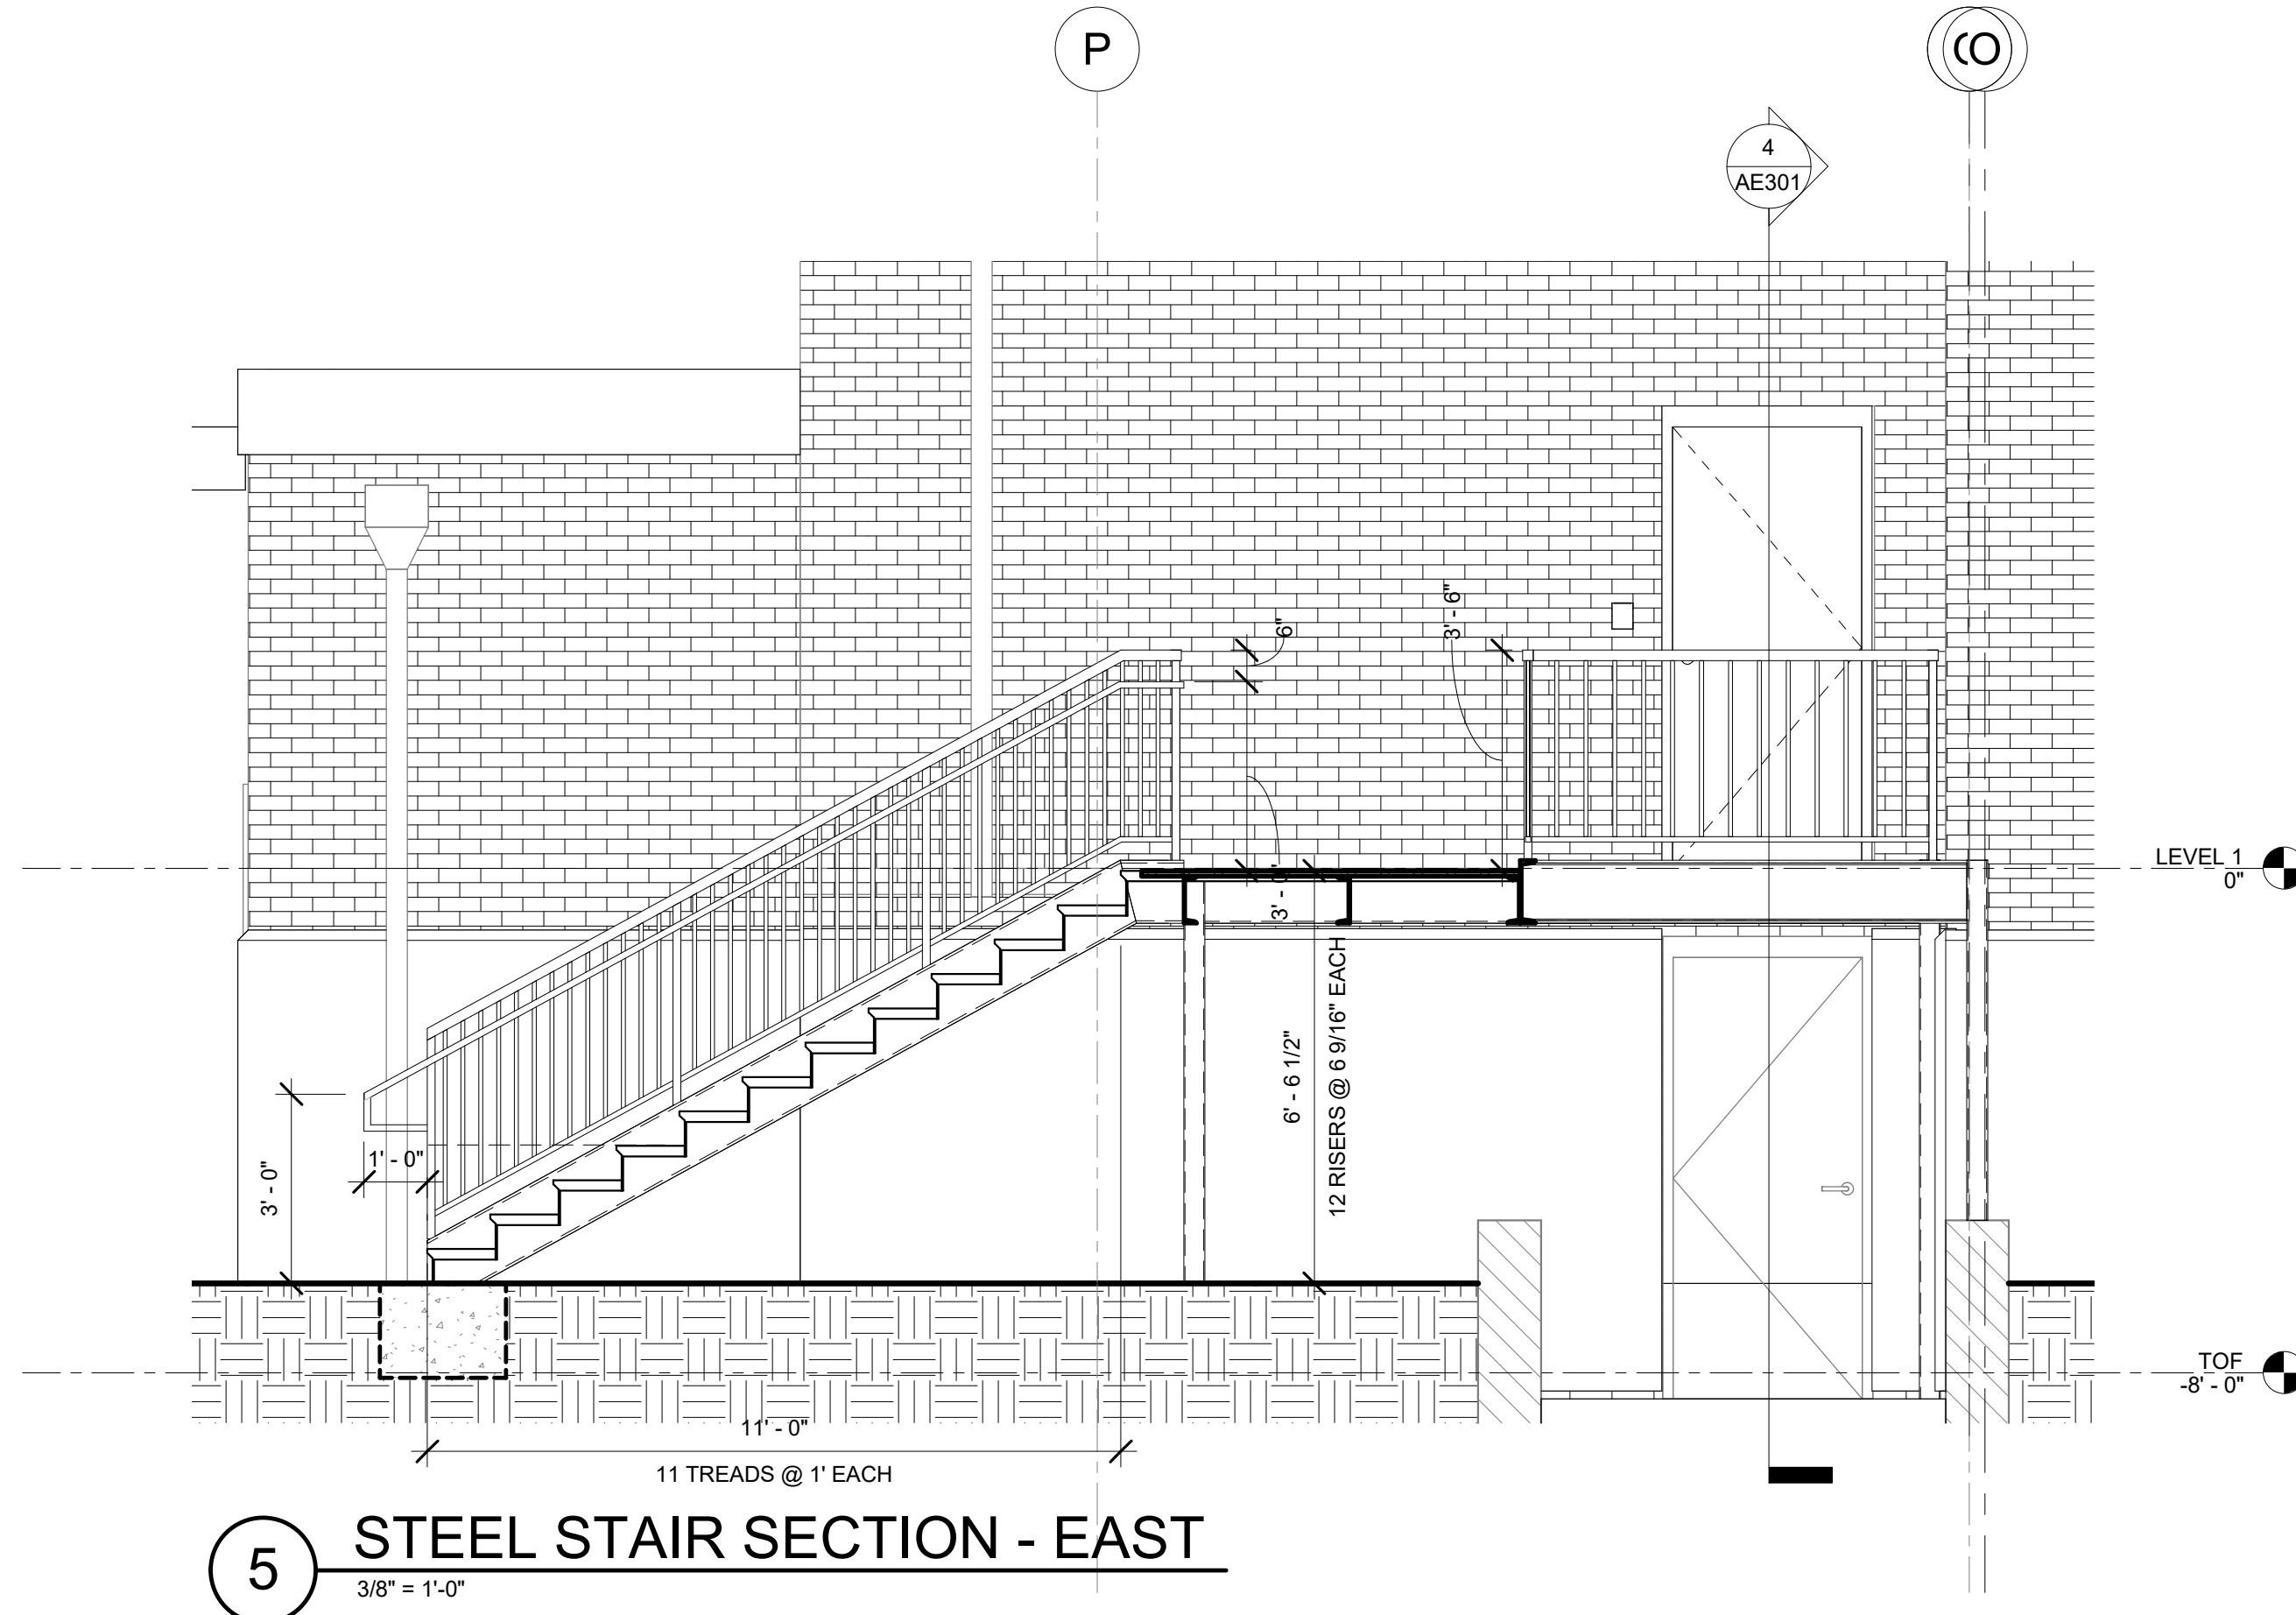 P
O
4
AE301
6"
3' - 6"
LEVEL 1
0"
3' - 0"
6' - 6 1/2"
12 RISERS @ 6 9/16" EACH
1' - 0"
3' - 0"
TOF
-8' - 0"
11' - 0"
11 TREADS @ 1' EACH
5
STEEL STAIR SECTION - EAST
3/8" = 1'-0"